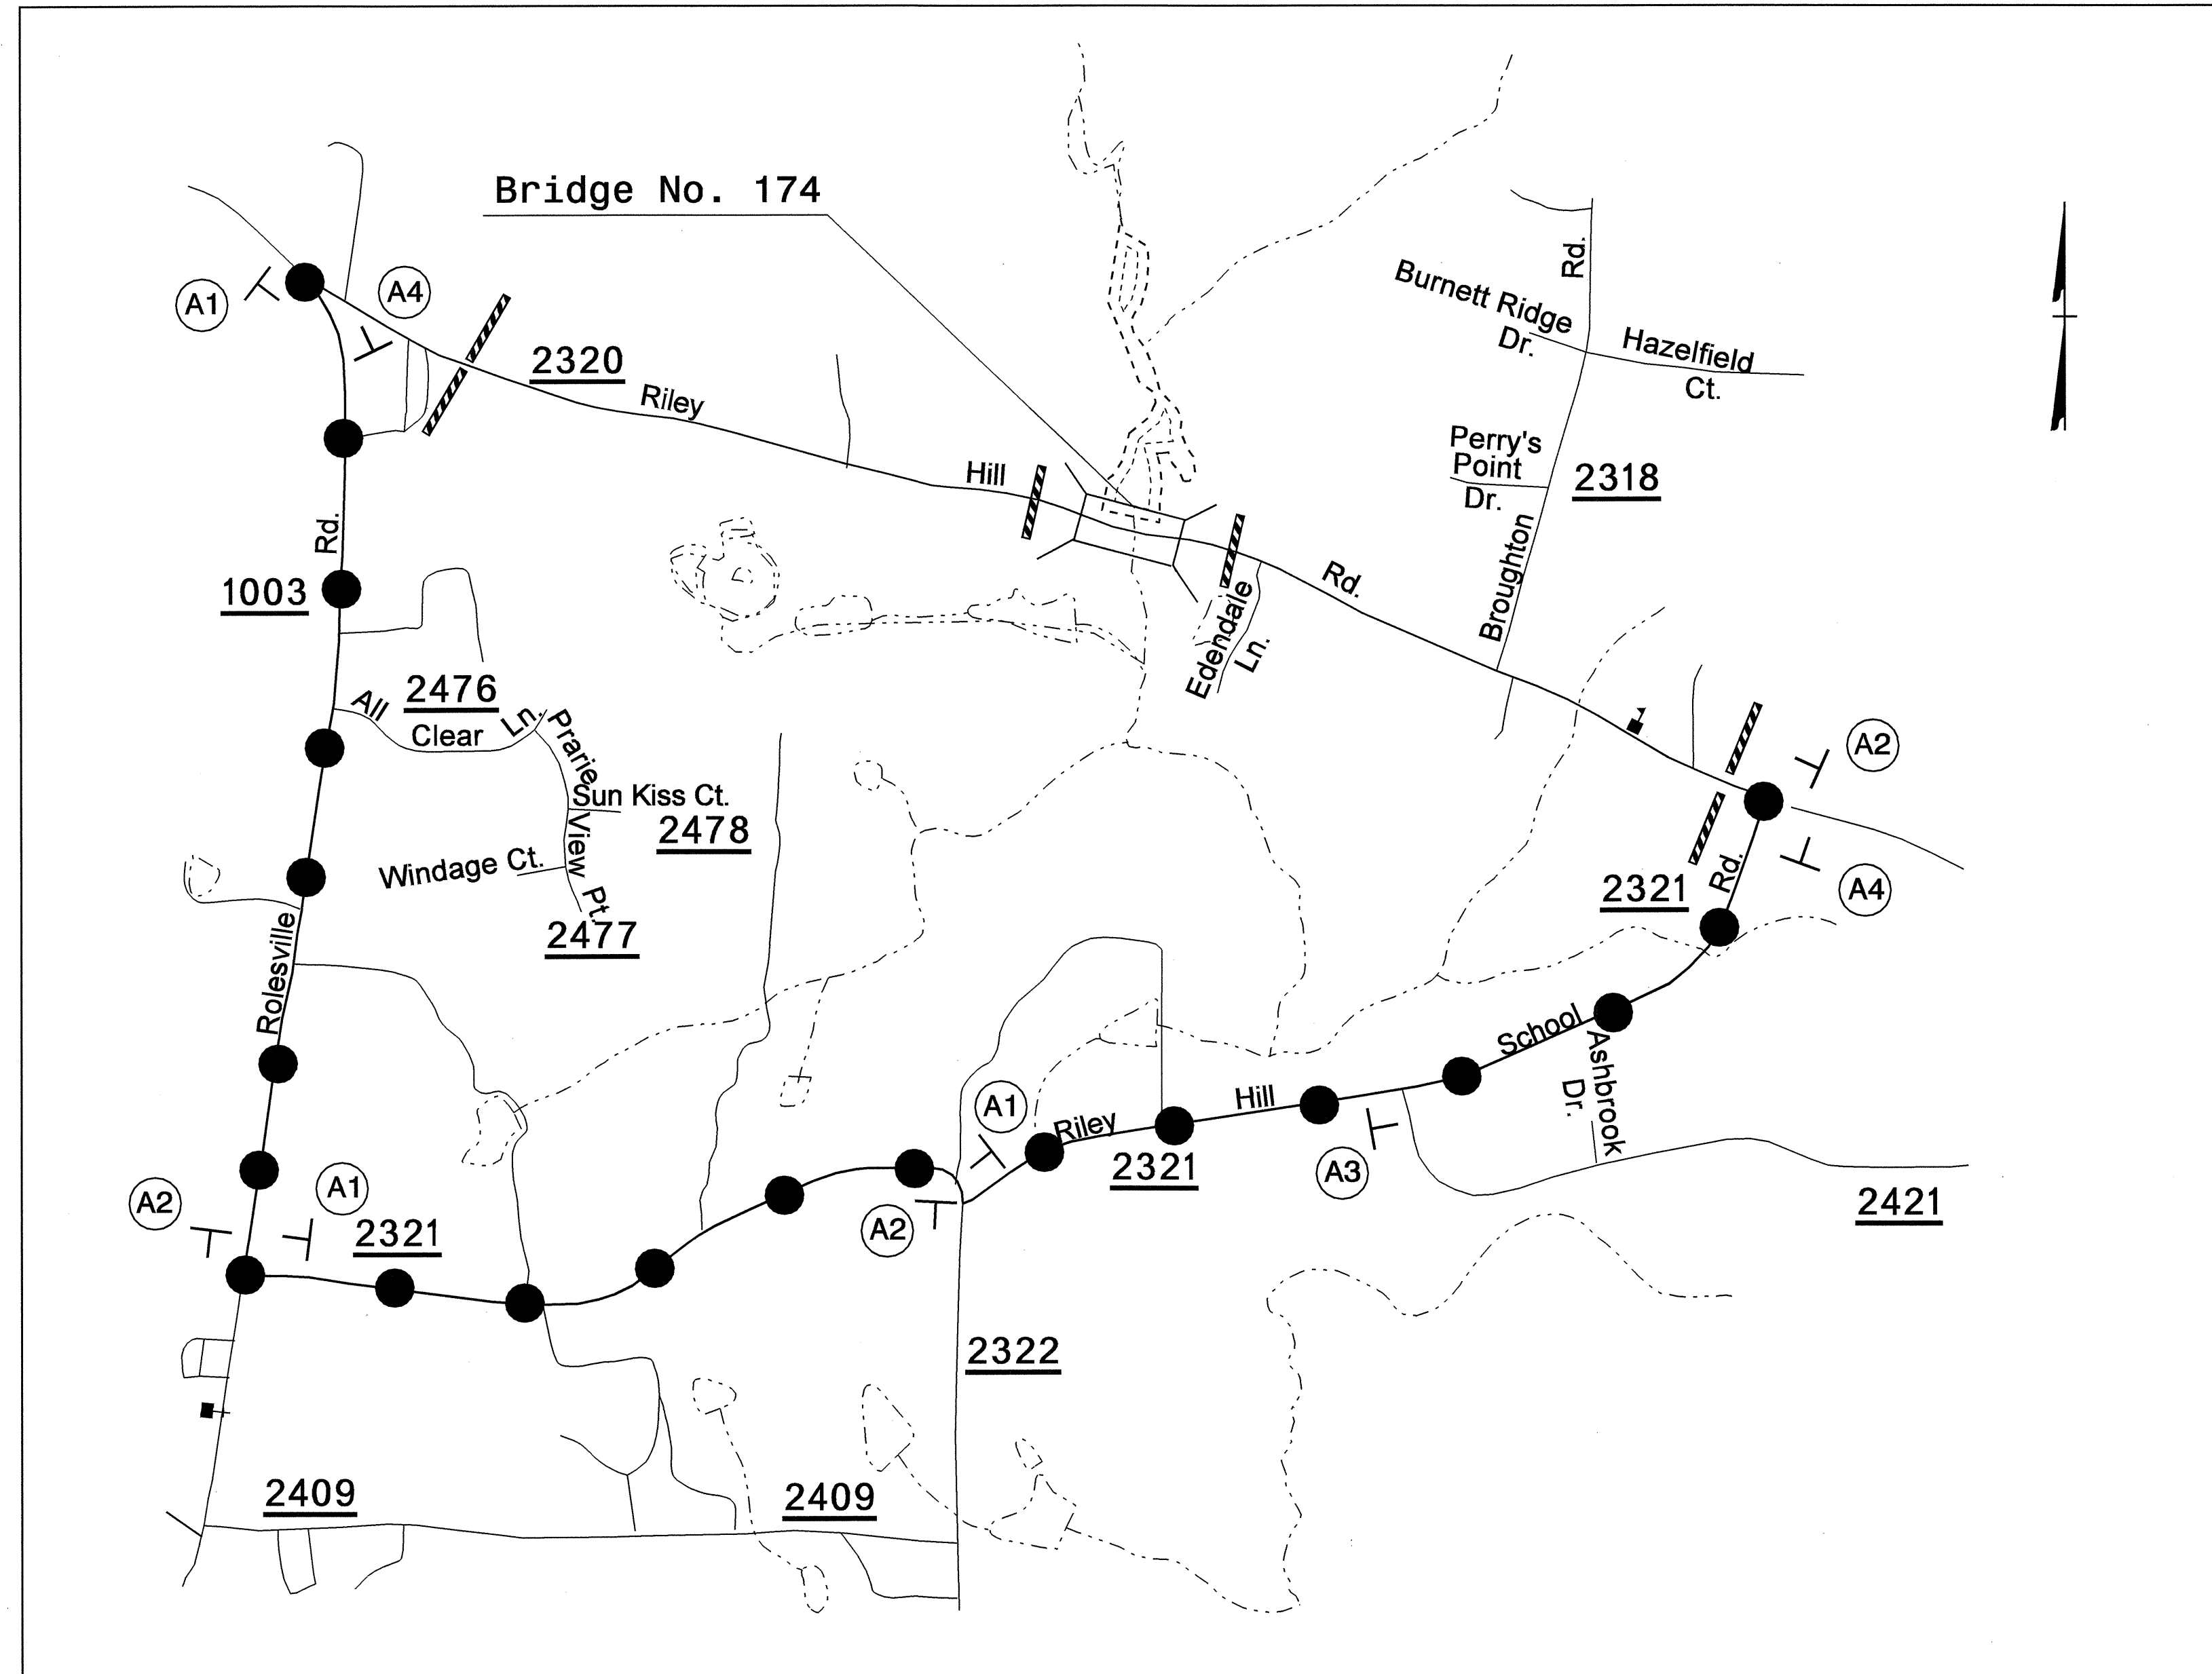 Bridge No. 174
A1
A4
2320
Riley
Hill
Rd.
Burnett Ridge
Dr.
Rd.
Hazelfield
Ct.
Perry's
Point
Dr.
2318
Broughton
Edendale
Ln.
Rd.
1003
2476
All
Clear
Ln.
Prarie
View
Pt.
Sun Kiss Ct.
2478
Windage Ct.
2477
Rolesville
A2
A4
2321
Rd.
School
Ashbrook
Dr.
Hill
Riley
2321
A1
A3
A2
2421
A2
A1
2321
2322
2409
2409